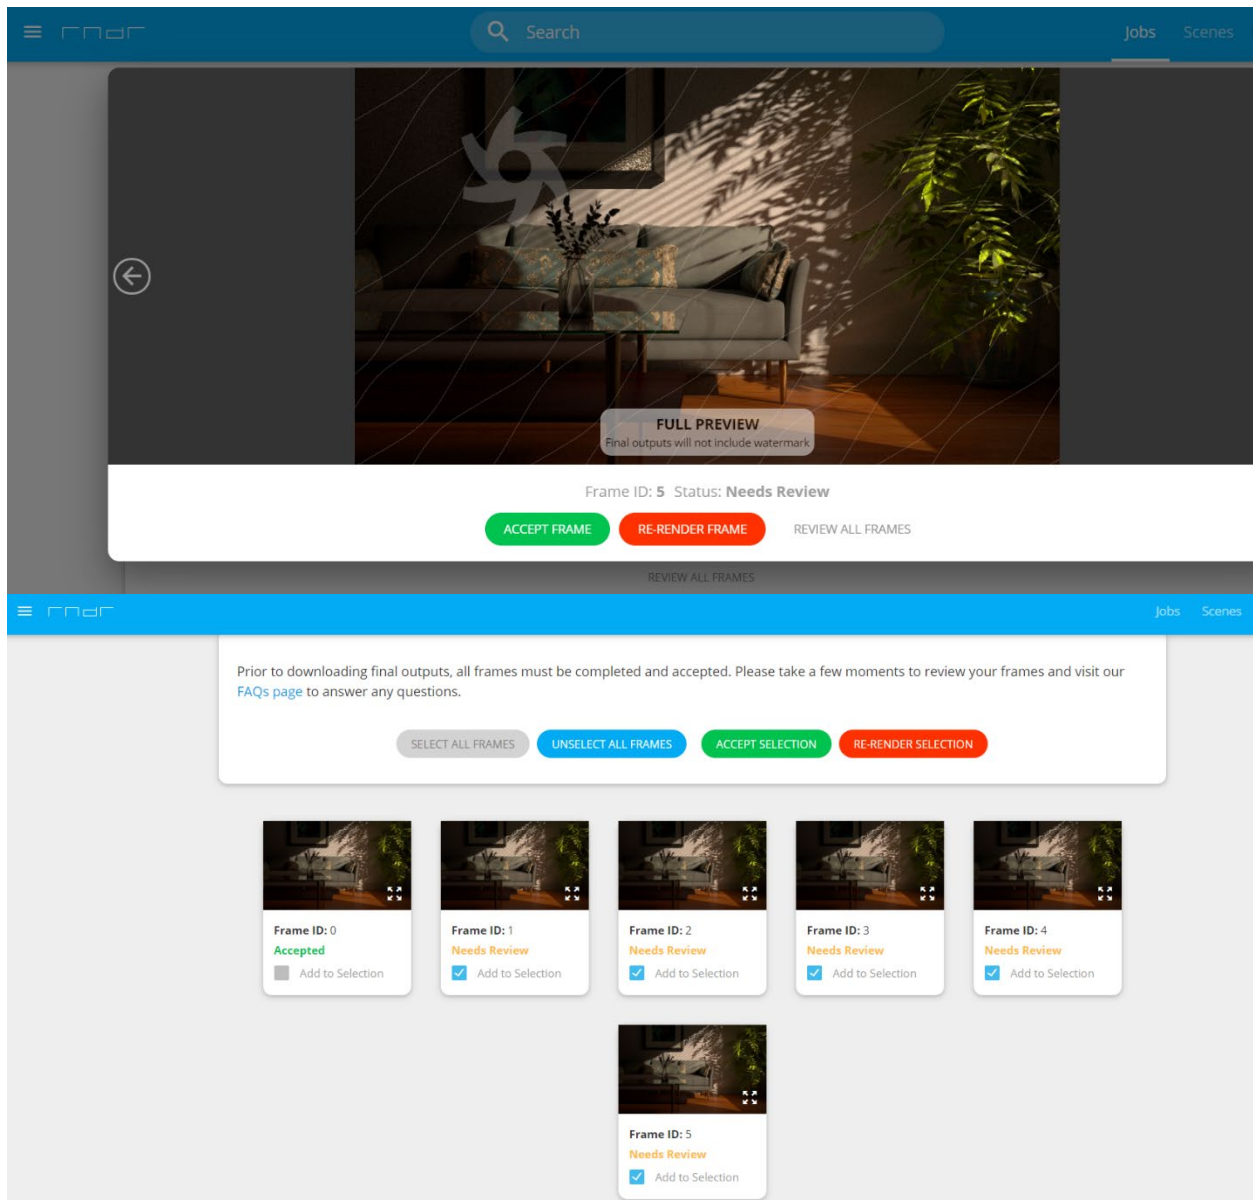 rndr
Search
Jobs
Scenes
FULL PREVIEW
Final outputs will not include watermark
Frame ID: 5 Status: Needs Review
ACCEPT FRAME
RE-RENDER FRAME
REVIEW ALL FRAMES
REVIEW ALL FRAMES
rndr
Jobs
Scenes
Prior to downloading final outputs, all frames must be completed and accepted. Please take a few moments to review your frames and visit our
FAQs page to answer any questions.
SELECT ALL FRAMES
UNSELECT ALL FRAMES
ACCEPT SELECTION
RE-RENDER SELECTION
Frame ID: 0
Accepted
Add to Selection
Frame ID: 1
Needs Review
Add to Selection
Frame ID: 2
Needs Review
Add to Selection
Frame ID: 3
Needs Review
Add to Selection
Frame ID: 4
Needs Review
Add to Selection
Frame ID: 5
Needs Review
Add to Selection